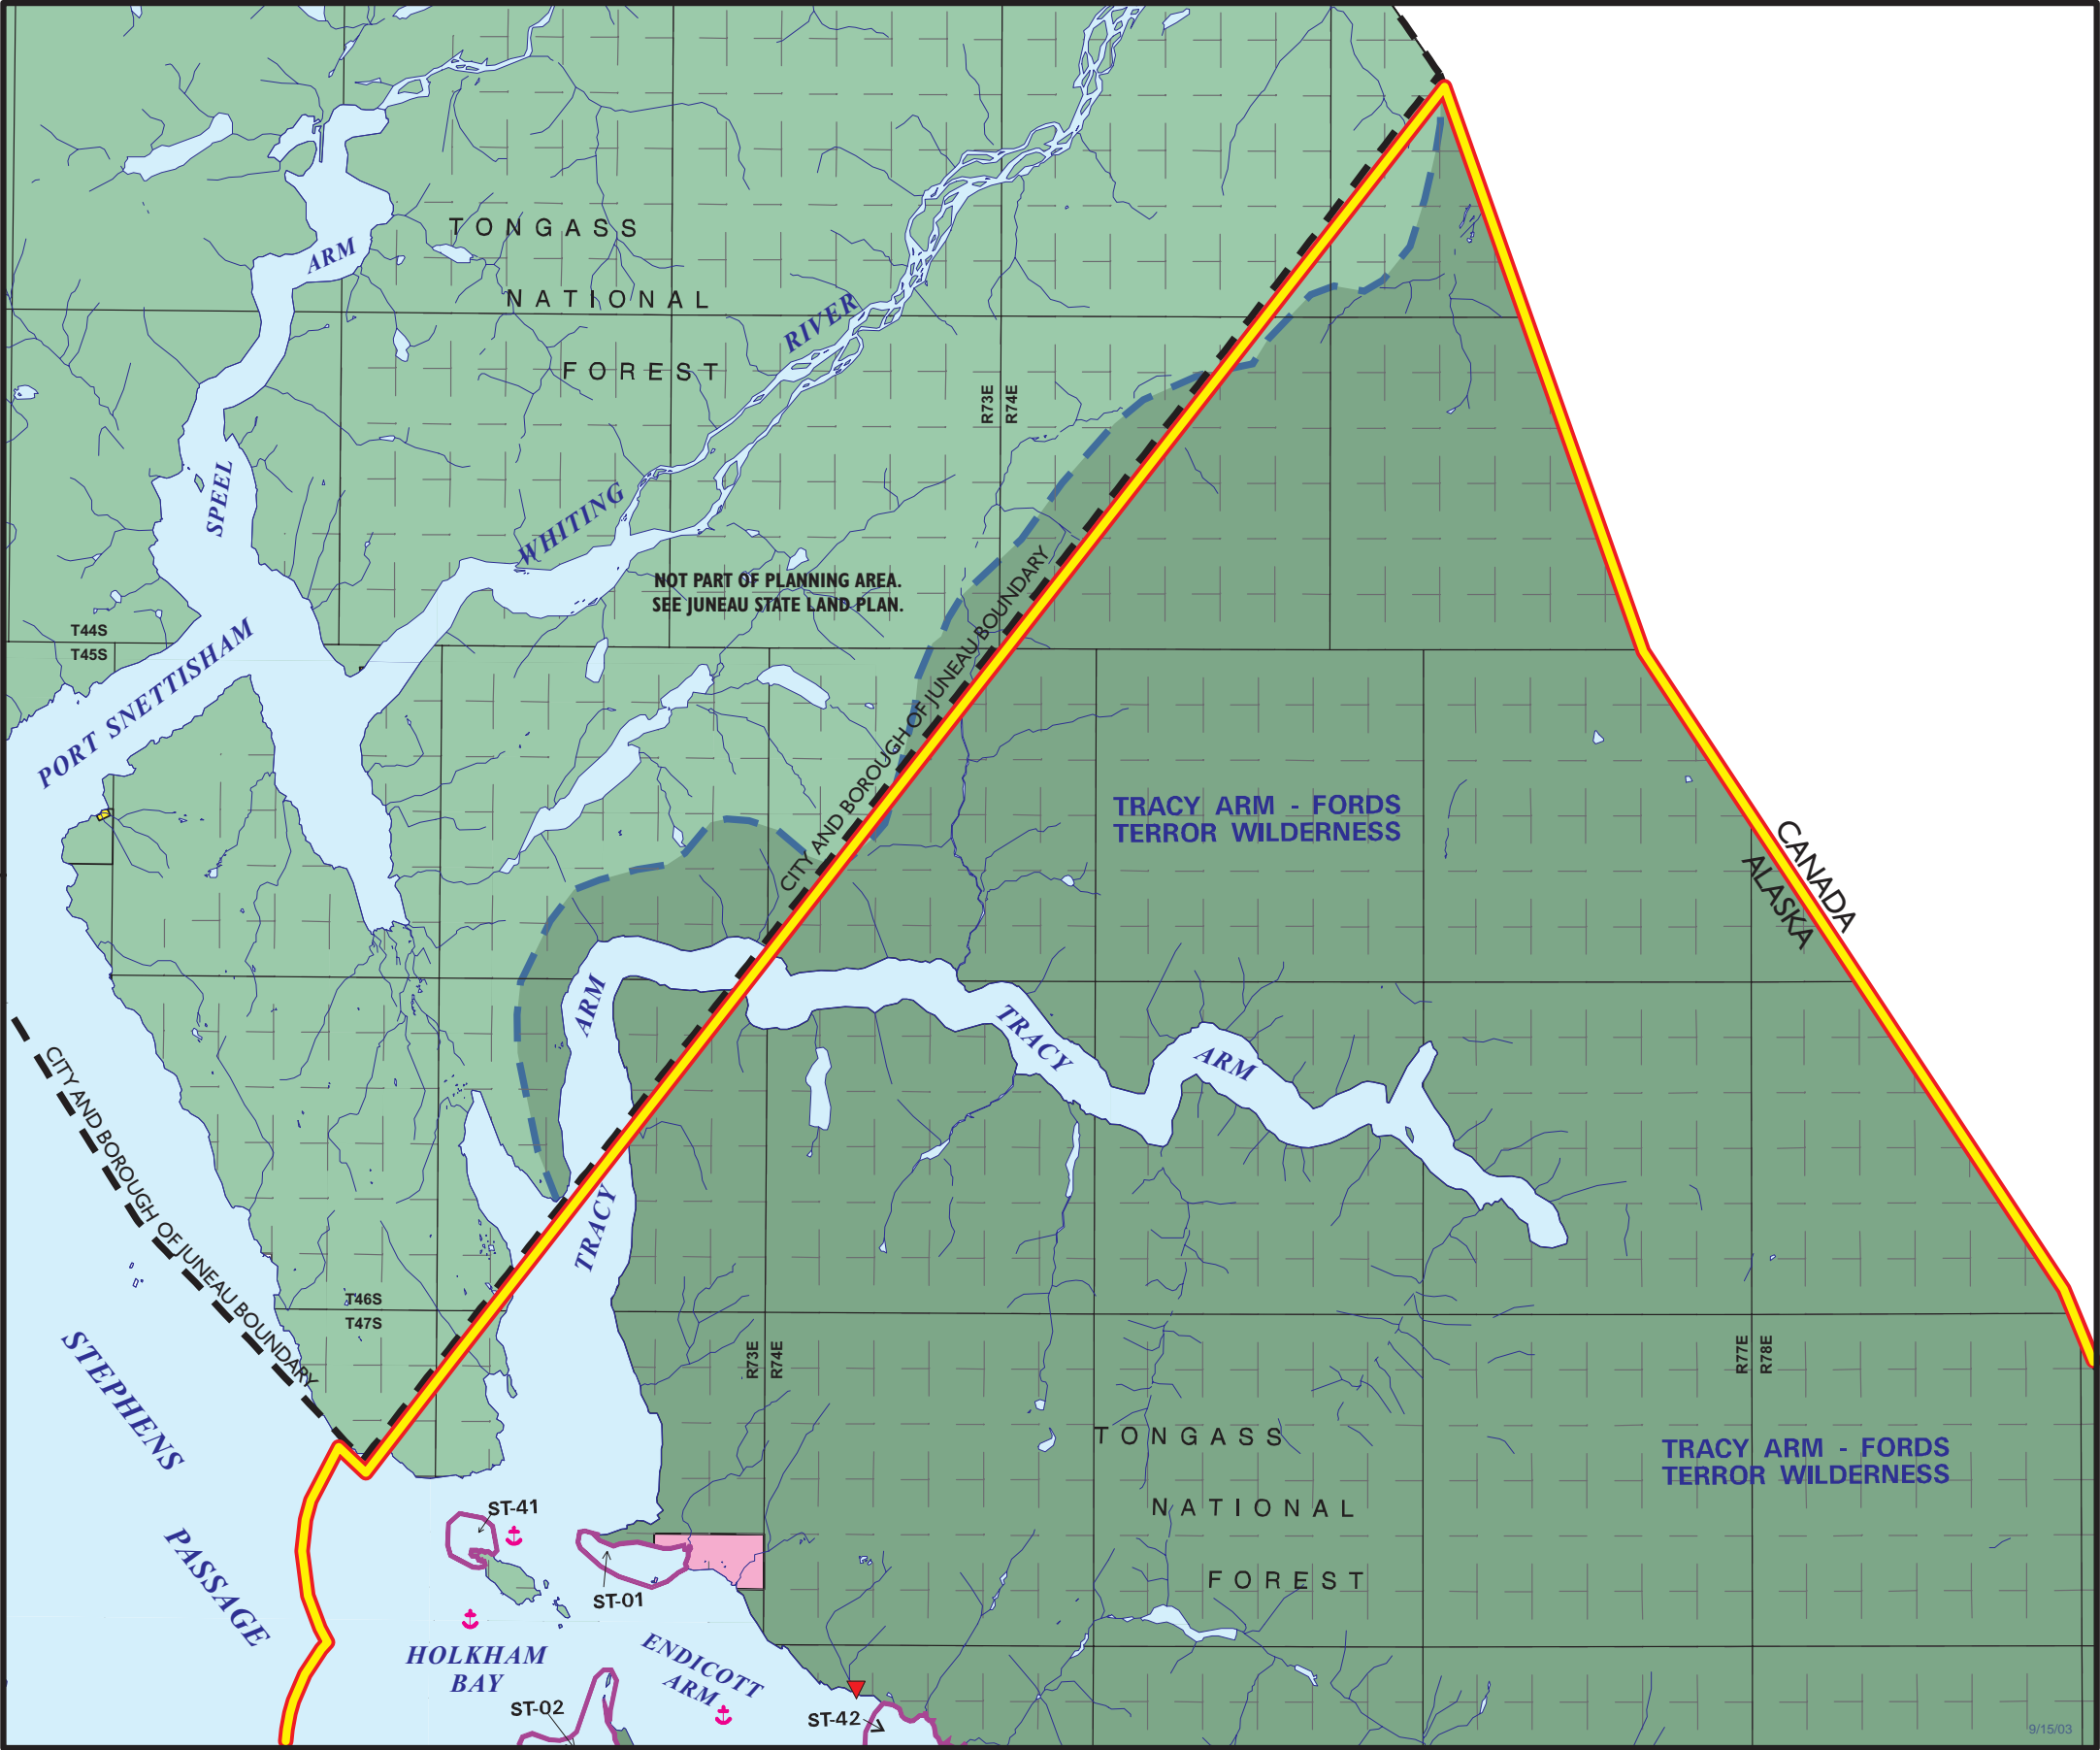 TONGASS
NATIONAL
FOREST
ARM
SPEEL
RIVER
WHITING
R73E
R74E
NOT PART OF PLANNING AREA.
SEE JUNEAU STATE LAND PLAN.
T44S
T45S
PORT SNETTISHAM
CITY AND BOROUGH OF JUNEAU BOUNDARY
TRACY ARM - FORDS
TERROR WILDERNESS
CANADA
ALASKA
ARM
TRACY
TRACY
ARM
CITY AND BOROUGH OF JUNEAU BOUNDARY
T46S
T47S
R73E
R74E
R77E
R78E
STEPHENS
PASSAGE
TONGASS
NATIONAL
FOREST
TRACY ARM - FORDS
TERROR WILDERNESS
ST-41
ST-01
HOLKHAM
BAY
ENDICOTT
ARM
ST-02
ST-42
9/15/03